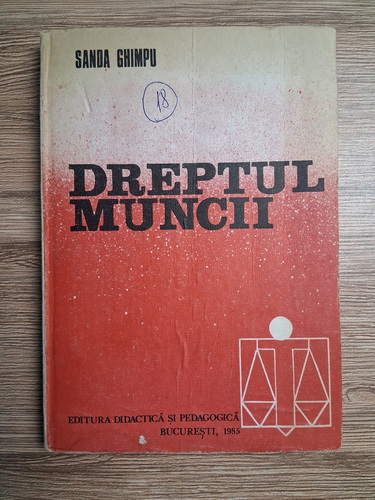 SANDA GHIMPU
18
DREPTUL
MUNCII
EDITURA DIDACTICĂ ȘI PEDAGOGICĂ
BUCUREȘTI, 1985